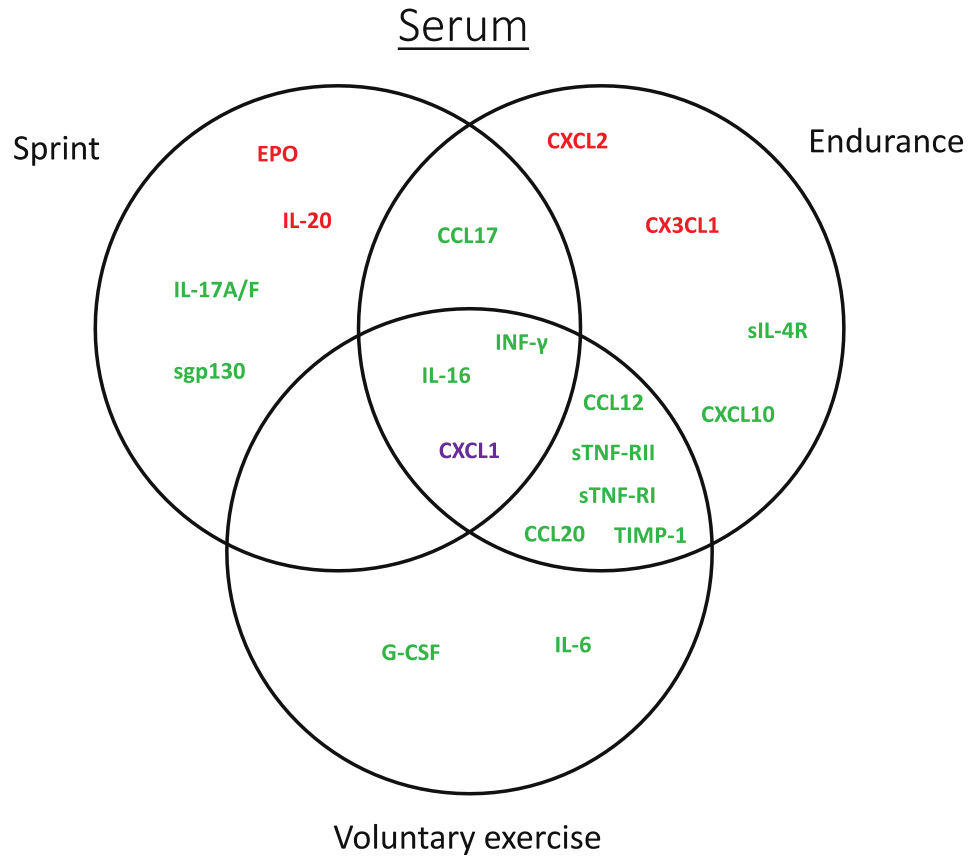 Serum
Sprint
Endurance
EPO
CXCL2
IL-20
CX3CL1
CCL17
IL-17A/F
sIL-4R
INF-γ
sgp130
IL-16
CCL12
CXCL10
CXCL1
sTNF-RII
sTNF-RI
CCL20
TIMP-1
G-CSF
IL-6
Voluntary exercise